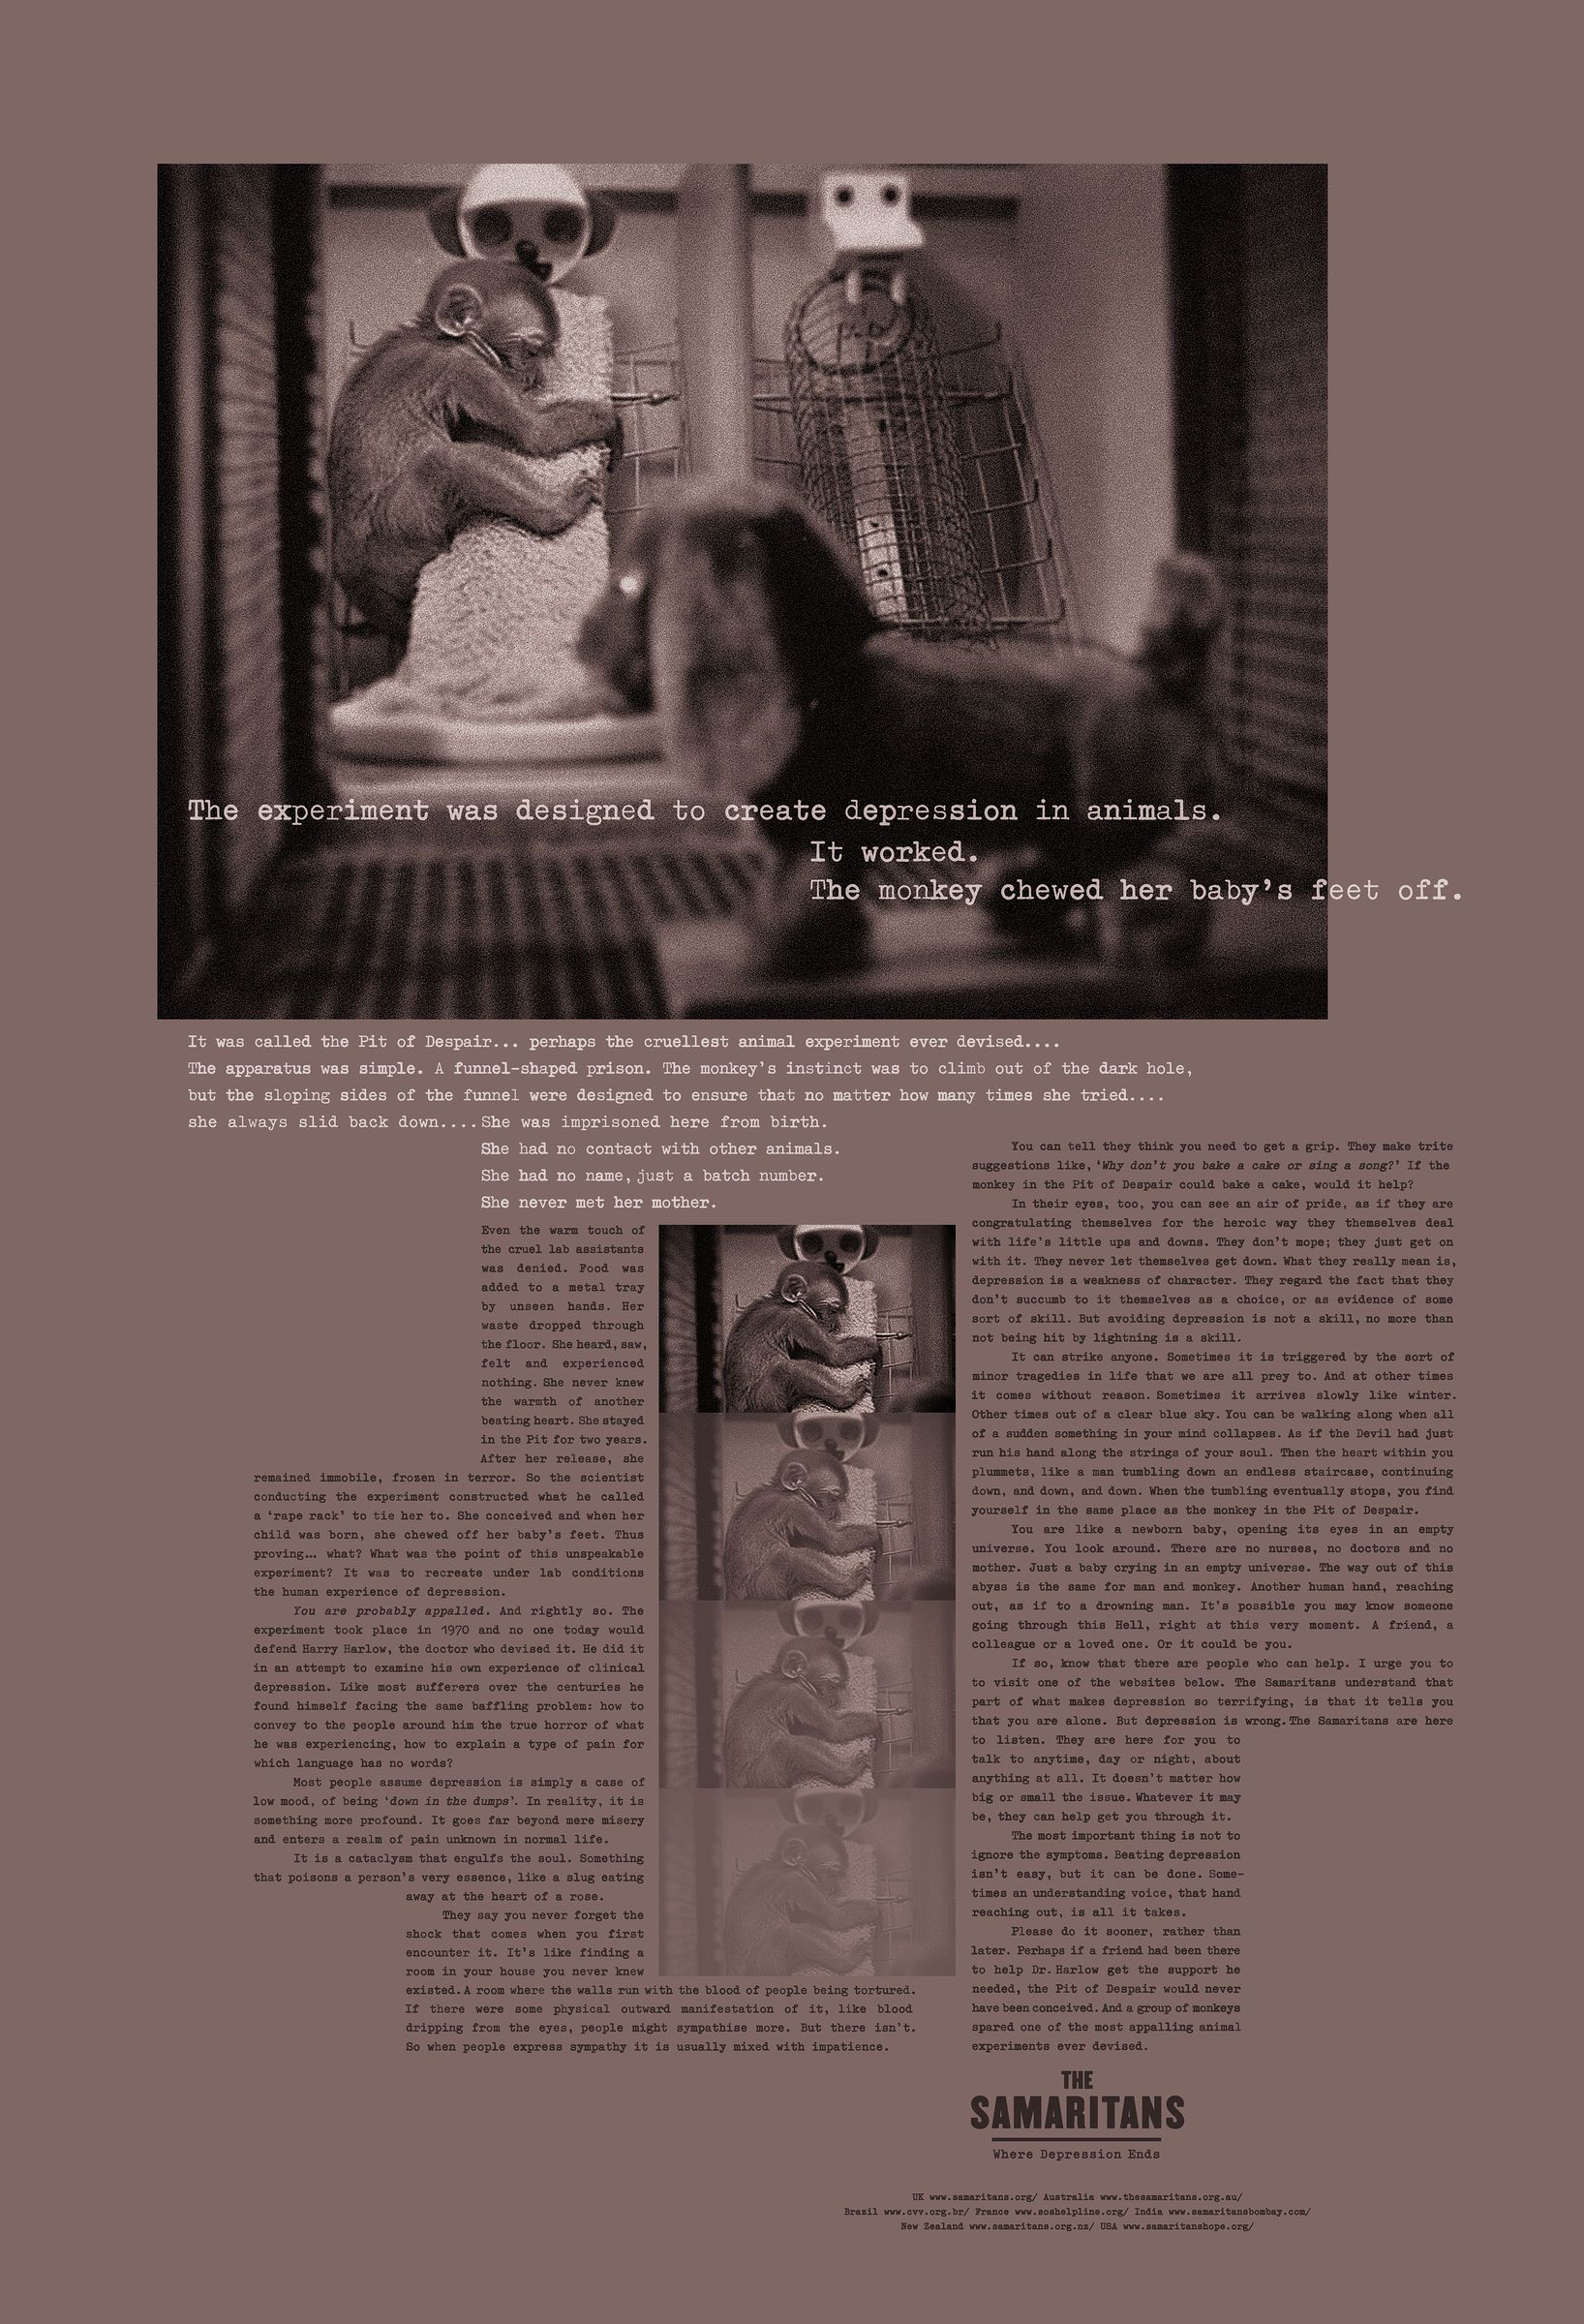 The experiment was designed to create depression in animals.
It worked.
The monkey chewed her baby's feet off.
It was called the Pit of Despair... perhaps the cruellest animal experiment ever devised....
The apparatus was simple. A funnel-shaped prison. The monkey's instinct was to climb out of the dark hole,
but the sloping sides of the funnel were designed to ensure that no matter how many times she tried....
she always slid back down.... She was imprisoned here from birth.
She had no contact with other animals.
She had no name, just a batch number.
She never met her mother.
Even the warm touch of
the cruel lab assistants
was denied. Food was
added to a metal tray
by unseen hands. Her
waste dropped through
the floor. She heard, saw,
felt and experienced
nothing. She never knew
the warmth of another
beating heart. She stayed
in the Pit for two years.
After her release, she
remained immobile, frozen in terror. So the scientist
conducting the experiment constructed what he called
a 'rape rack' to tie her to. She conceived and when her
child was born, she chewed off her baby's feet. Thus
proving... what? What was the point of this unspeakable
experiment? It was to recreate under lab conditions
the human experience of depression.
You are probably appalled. And rightly so. The
experiment took place in 1970 and no one today would
defend Harry Harlow, the doctor who devised it. He did it
in an attempt to examine his own experience of clinical
depression. Like most sufferers over the centuries he
found himself facing the same baffling problem: how to
convey to the people around him the true horror of what
he was experiencing, how to explain a type of pain for
which language has no words?
Most people assume depression is simply a case of
low mood, of being 'down in the dumps'. In reality, it is
something more profound. It goes far beyond mere misery
and enters a realm of pain unknown in normal life.
It is a cataclysm that engulfs the soul. Something
that poisons a person's very essence, like a slug eating
away at the heart of a rose.
They say you never forget the
shock that comes when you first
encounter it. It's like finding a
room in your house you never knew
existed. A room where the walls run with the blood of people being tortured.
If there were some physical outward manifestation of it, like blood
dripping from the eyes, people might sympathise more. But there isn't.
So when people express sympathy it is usually mixed with impatience.
You can tell they think you need to get a grip. They make trite
suggestions like, 'Why don't you bake a cake or sing a song?' If the
monkey in the Pit of Despair could bake a cake, would it help?
In their eyes, too, you can see an air of pride, as if they are
congratulating themselves for the heroic way they themselves deal
with life's little ups and downs. They don't mope; they just get on
with it. They never let themselves get down. What they really mean is,
depression is a weakness of character. They regard the fact that they
don't succumb to it themselves as a choice, or as evidence of some
sort of skill. But avoiding depression is not a skill, no more than
not being hit by lightning is a skill.
It can strike anyone. Sometimes it is triggered by the sort of
minor tragedies in life that we are all prey to. And at other times
it comes without reason. Sometimes it arrives slowly like winter.
Other times out of a clear blue sky. You can be walking along when all
of a sudden something in your mind collapses. As if the Devil had just
run his hand along the strings of your soul. Then the heart within you
plummets, like a man tumbling down an endless staircase, continuing
down, and down, and down. When the tumbling eventually stops, you find
yourself in the same place as the monkey in the Pit of Despair.
You are like a newborn baby, opening its eyes in an empty
universe. You look around. There are no nurses, no doctors and no
mother. Just a baby crying in an empty universe. The way out of this
abyss is the same for man and monkey. Another human hand, reaching
out, as if to a drowning man. It's possible you may know someone
going through this Hell, right at this very moment. A friend, a
colleague or a loved one. Or it could be you.
If so, know that there are people who can help. I urge you to
to visit one of the websites below. The Samaritans understand that
part of what makes depression so terrifying, is that it tells you
that you are alone. But depression is wrong. The Samaritans are here
to listen. They are here for you to
talk to anytime, day or night, about
anything at all. It doesn't matter how
big or small the issue. Whatever it may
be, they can help get you through it.
The most important thing is not to
ignore the symptoms. Beating depression
isn't easy, but it can be done. Some-
times an understanding voice, that hand
reaching out, is all it takes.
Please do it sooner, rather than
later. Perhaps if a friend had been there
to help Dr. Harlow get the support he
needed, the Pit of Despair would never
have been conceived. And a group of monkeys
spared one of the most appalling animal
experiments ever devised.
THE
SAMARITANS
Where Depression Ends
UK www.samaritans.org/ Australia www.thesamaritans.org.au/
Brazil www.cvv.org.br/ France www.soshelpline.org/ India www.samaritansbombay.com/
New Zealand www.samaritans.org.nz/ USA www.samaritanshope.org/